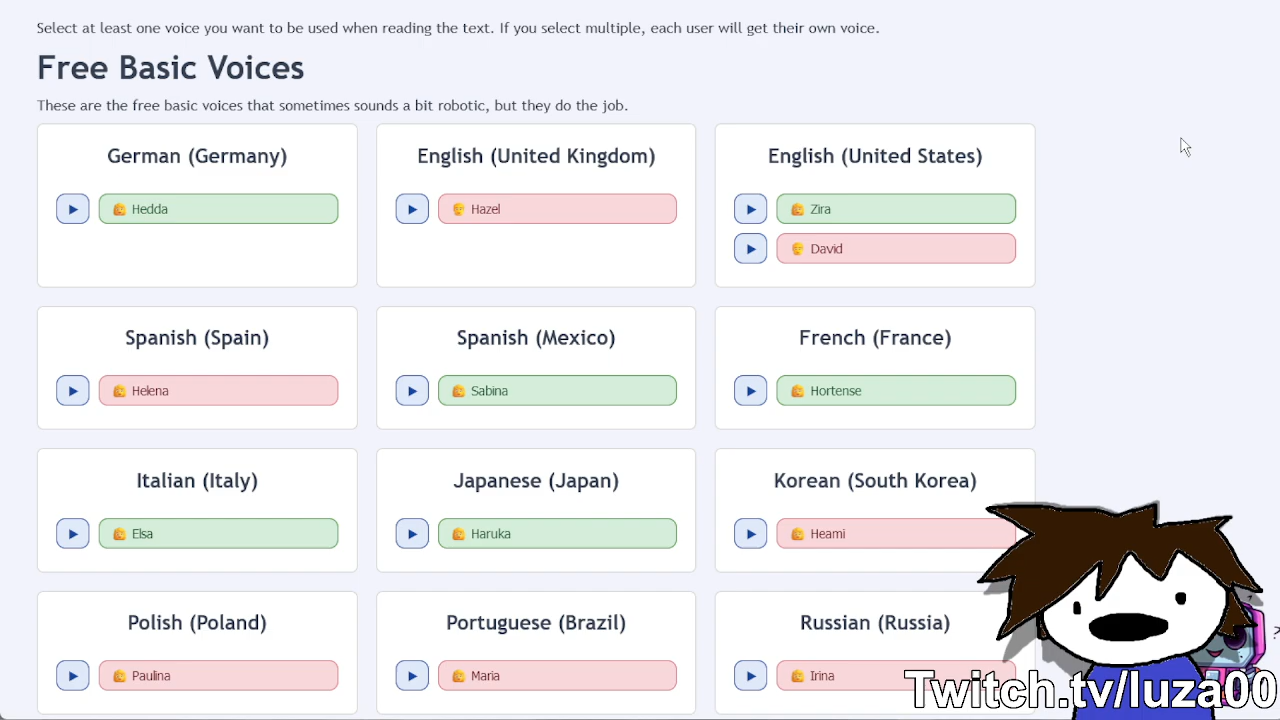 Select at least one voice you want to be used when reading the text. If you select multiple, each user will get their own voice.
Free Basic Voices
These are the free basic voices that sometimes sounds a bit robotic, but they do the job.
German (Germany)
Hedda
English (United Kingdom)
Hazel
English (United States)
Zira
David
Spanish (Spain)
Helena
Spanish (Mexico)
Sabina
French (France)
Hortense
Italian (Italy)
Elsa
Japanese (Japan)
Haruka
Korean (South Korea)
Heami
Polish (Poland)
Paulina
Portuguese (Brazil)
Maria
Russian (Russia)
Irina
?
Twitch.tv/luza00